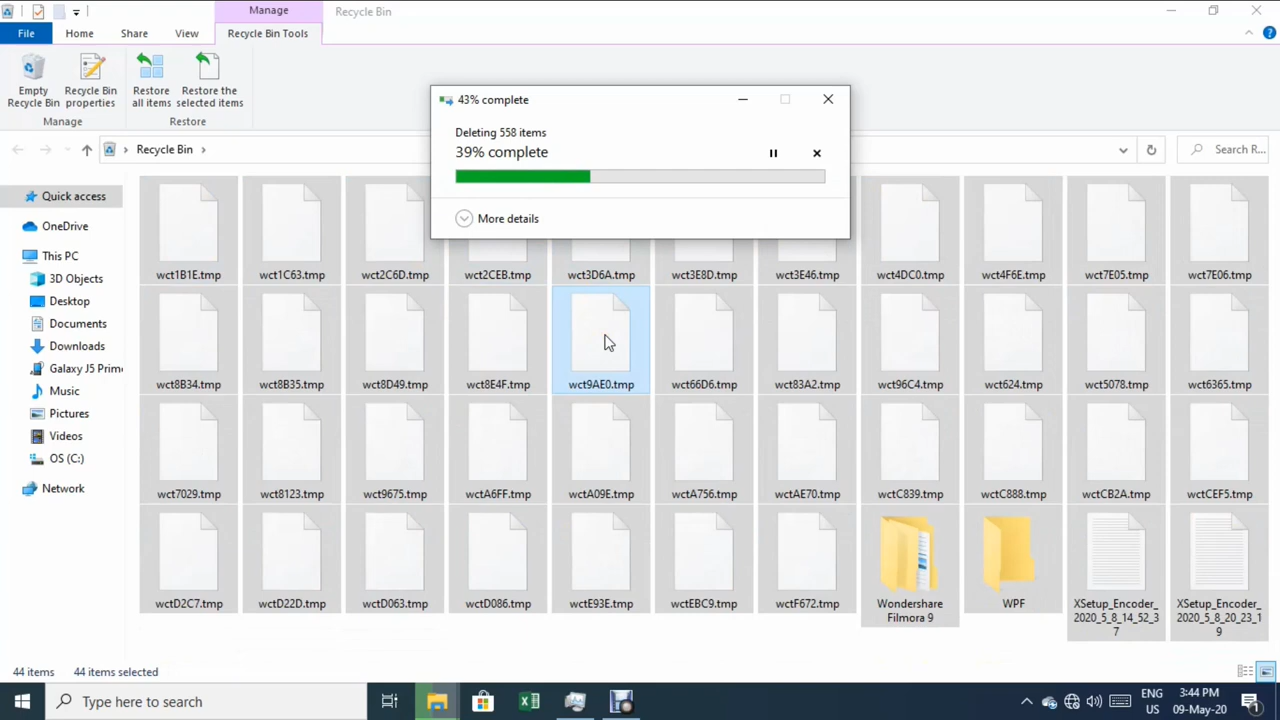 Manage
Recycle Bin
File
Home
Share
View
Recycle Bin Tools
Empty
Recycle Bin
Recycle Bin
properties
Restore
all items
Restore the
selected items
Manage
Restore
43% complete
Deleting 558 items
39% complete
More details
Recycle Bin
Search R...
Quick access
OneDrive
This PC
3D Objects
Desktop
Documents
Downloads
Galaxy J5 Prime
Music
Pictures
Videos
OS (C:)
Network
wct1B1E.tmp
wct1C63.tmp
wct2C6D.tmp
wct2CEB.tmp
wct3D6A.tmp
wct3E8D.tmp
wct3E46.tmp
wct4DC0.tmp
wct4F6E.tmp
wct7E05.tmp
wct7E06.tmp
wct8B34.tmp
wct8B35.tmp
wct8D49.tmp
wct8E4F.tmp
wct9AE0.tmp
wct66D6.tmp
wct83A2.tmp
wct96C4.tmp
wct624.tmp
wct5078.tmp
wct6365.tmp
wct7029.tmp
wct8123.tmp
wct9675.tmp
wctA6FF.tmp
wctA09E.tmp
wctA756.tmp
wctAE70.tmp
wctC839.tmp
wctC888.tmp
wctCB2A.tmp
wctCEF5.tmp
wctD2C7.tmp
wctD22D.tmp
wctD063.tmp
wctD086.tmp
wctE93E.tmp
wctEBC9.tmp
wctF672.tmp
Wondershare
Filmora 9
WPF
XSetup_Encoder_
2020_5_8_14_52_3
7
XSetup_Encoder_
2020_5_8_20_23_1
9
44 items
44 items selected
Type here to search
ENG
US
3:44 PM
09-May-20
1